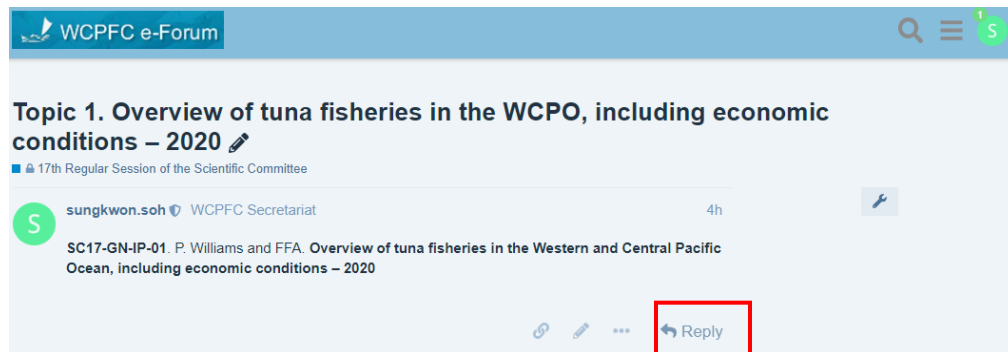 WCPFC e-Forum
1
S
Topic 1. Overview of tuna fisheries in the WCPO, including economic
conditions – 2020
17th Regular Session of the Scientific Committee
S
sungkwon.soh WCPFC Secretariat 4h
SC17-GN-IP-01. P. Williams and FFA. Overview of tuna fisheries in the Western and Central Pacific
Ocean, including economic conditions – 2020
Reply